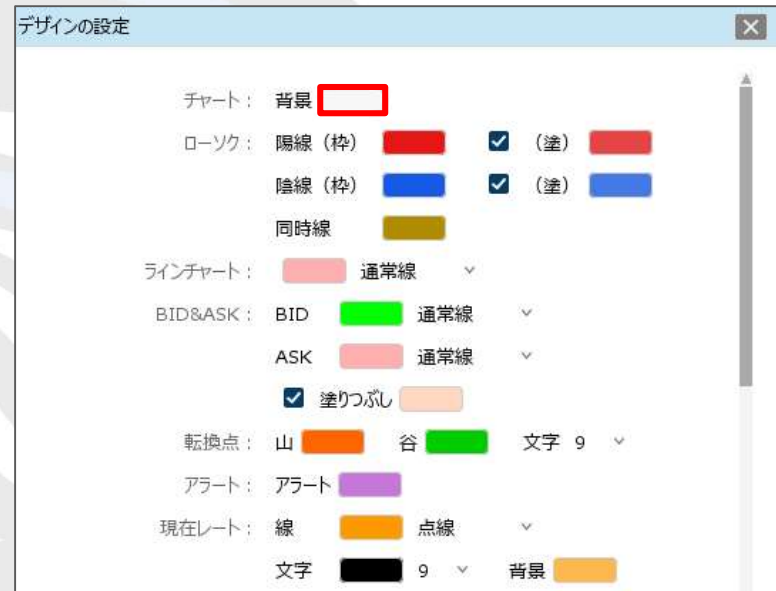 デザインの設定
チャート： 背景
ローソク： 陽線（枠） （塗）
陰線（枠） （塗）
同時線
ラインチャート： 通常線
BID&ASK： BID 通常線
ASK 通常線
塗りつぶし
転換点： 山 谷 文字 9
アラート： アラート
現在レート： 線 点線
文字 9 背景